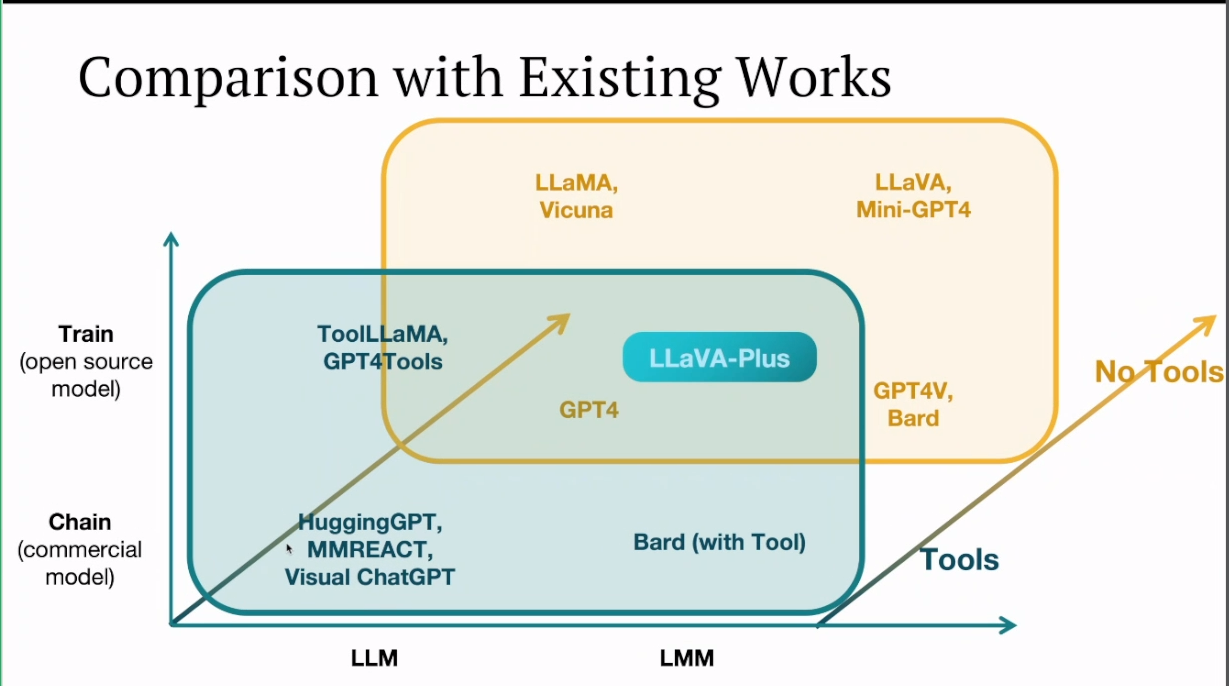 Comparison with Existing Works
LLaMA,
Vicuna
LLaVA,
Mini-GPT4
Train
(open source
model)
ToolLLaMA,
GPT4Tools
LLaVA-Plus
GPT4
GPT4V,
Bard
No Tools
Chain
(commercial
model)
HuggingGPT,
MMREACT,
Visual ChatGPT
Bard (with Tool)
Tools
LLM
LMM